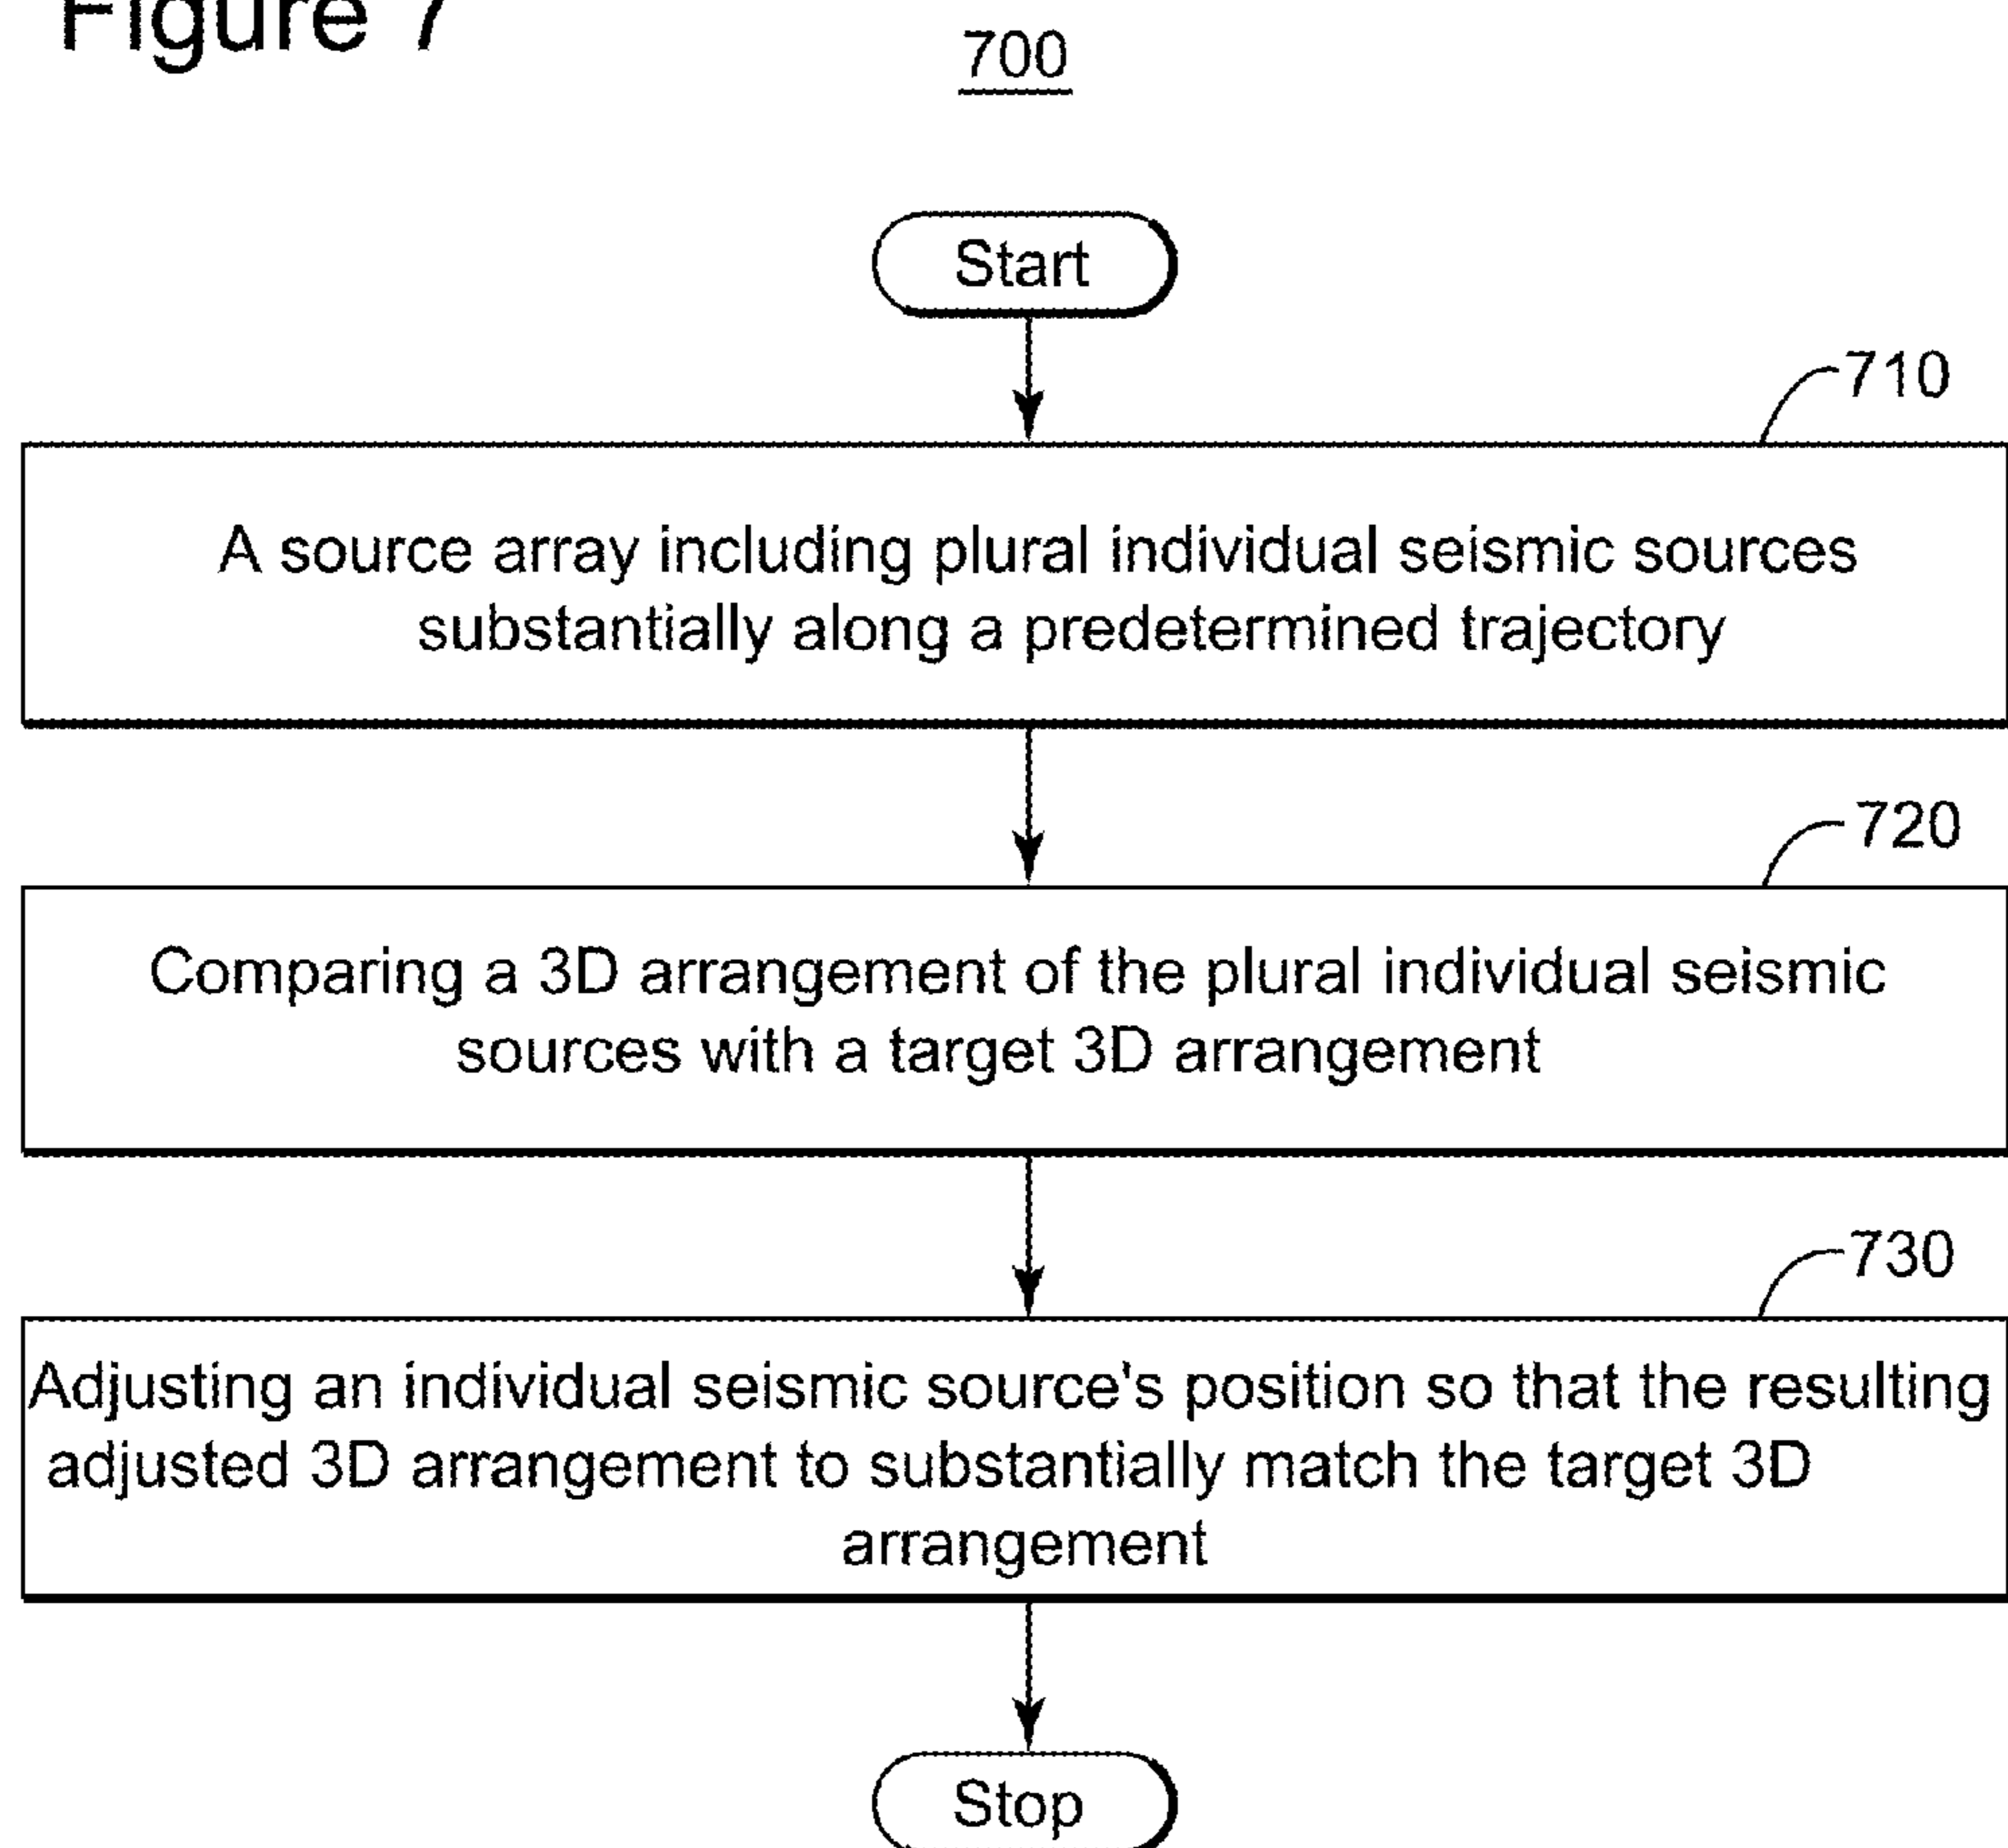 Figure 7
700
Start
710
A source array including plural individual seismic sources
substantially along a predetermined trajectory
720
Comparing a 3D arrangement of the plural individual seismic
sources with a target 3D arrangement
730
Adjusting an individual seismic source's position so that the resulting
adjusted 3D arrangement to substantially match the target 3D
arrangement
Stop